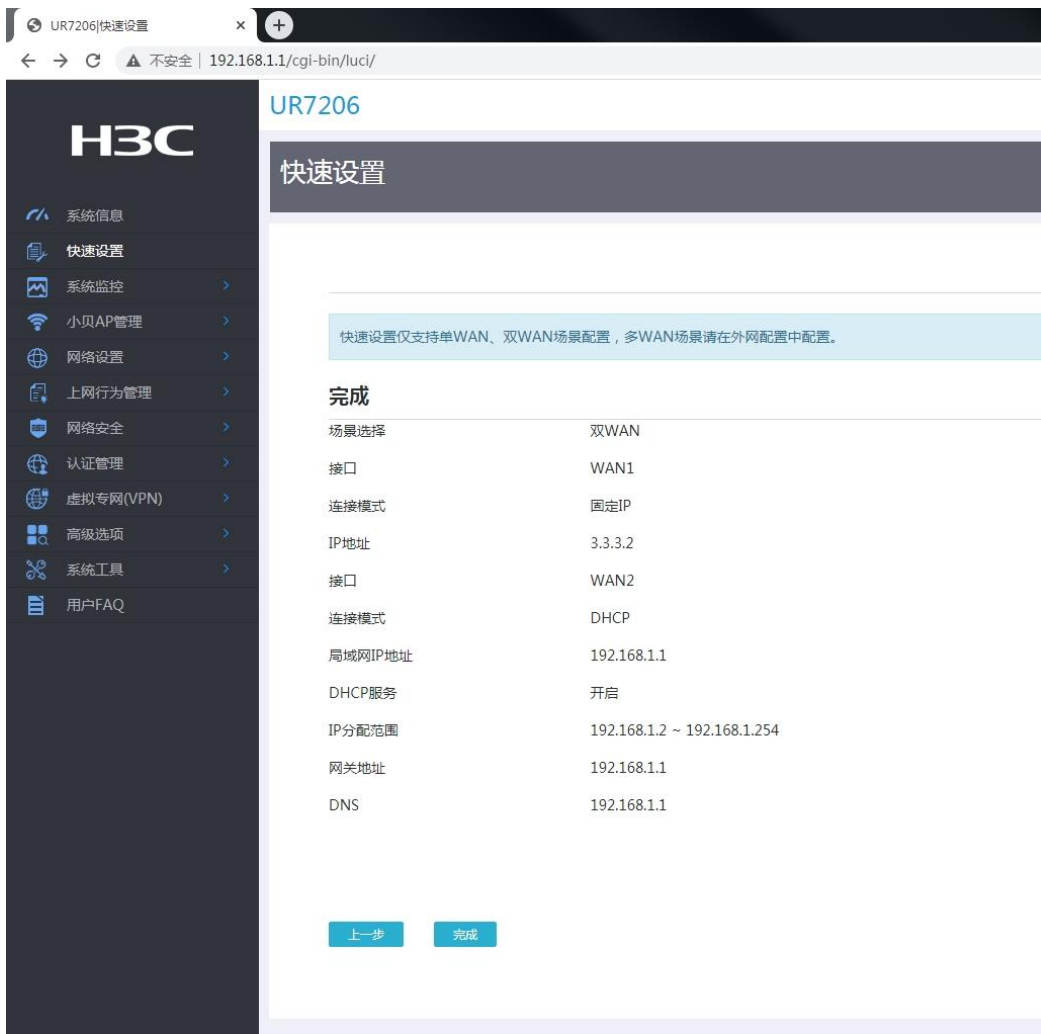 UR7206|快速设置
不安全 | 192.168.1.1/cgi-bin/luci/
H3C
系统信息
快速设置
系统监控
小贝AP管理
网络设置
上网行为管理
网络安全
认证管理
虚拟专网(VPN)
高级选项
系统工具
用户FAQ
UR7206
快速设置
快速设置仅支持单WAN、双WAN场景配置，多WAN场景请在外网配置中配置。
完成
场景选择 双WAN
接口 WAN1
连接模式 固定IP
IP地址 3.3.3.2
接口 WAN2
连接模式 DHCP
局域网IP地址 192.168.1.1
DHCP服务 开启
IP分配范围 192.168.1.2 ~ 192.168.1.254
网关地址 192.168.1.1
DNS 192.168.1.1
上一步 完成